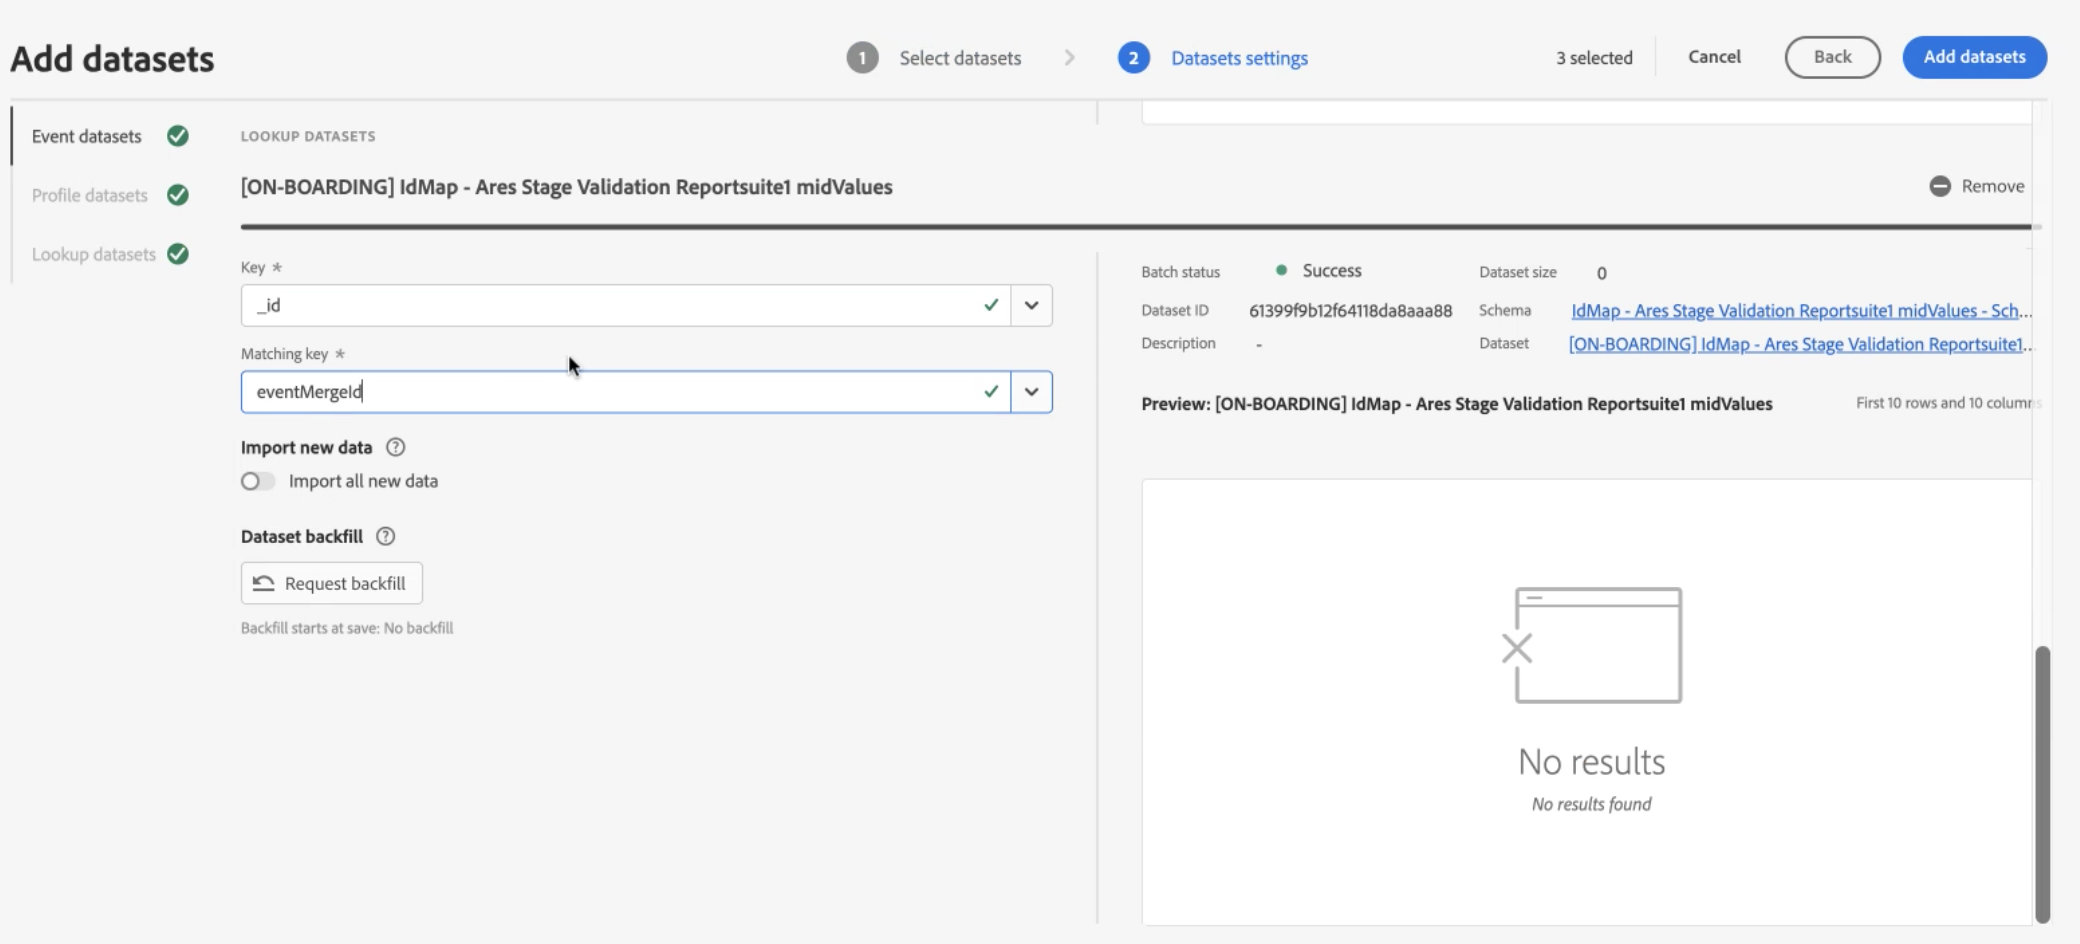 Add datasets
1 Select datasets
2 Datasets settings
3 selected
Cancel
Back
Add datasets
Event datasets
Profile datasets
Lookup datasets
LOOKUP DATASETS
[ON-BOARDING] IdMap - Ares Stage Validation Reportsuite1 midValues
Remove
Key *
_id
Matching key *
eventMergeId
Import new data ?
Import all new data
Dataset backfill ?
Request backfill
Backfill starts at save: No backfill
Batch status Success Dataset size 0
Dataset ID 61399f9b12f64118da8aaa88 Schema IdMap - Ares Stage Validation Reportsuite1 midValues - Sch...
Description - Dataset [ON-BOARDING] IdMap - Ares Stage Validation Reportsuite1...
Preview: [ON-BOARDING] IdMap - Ares Stage Validation Reportsuite1 midValues
First 10 rows and 10 columns
No results
No results found